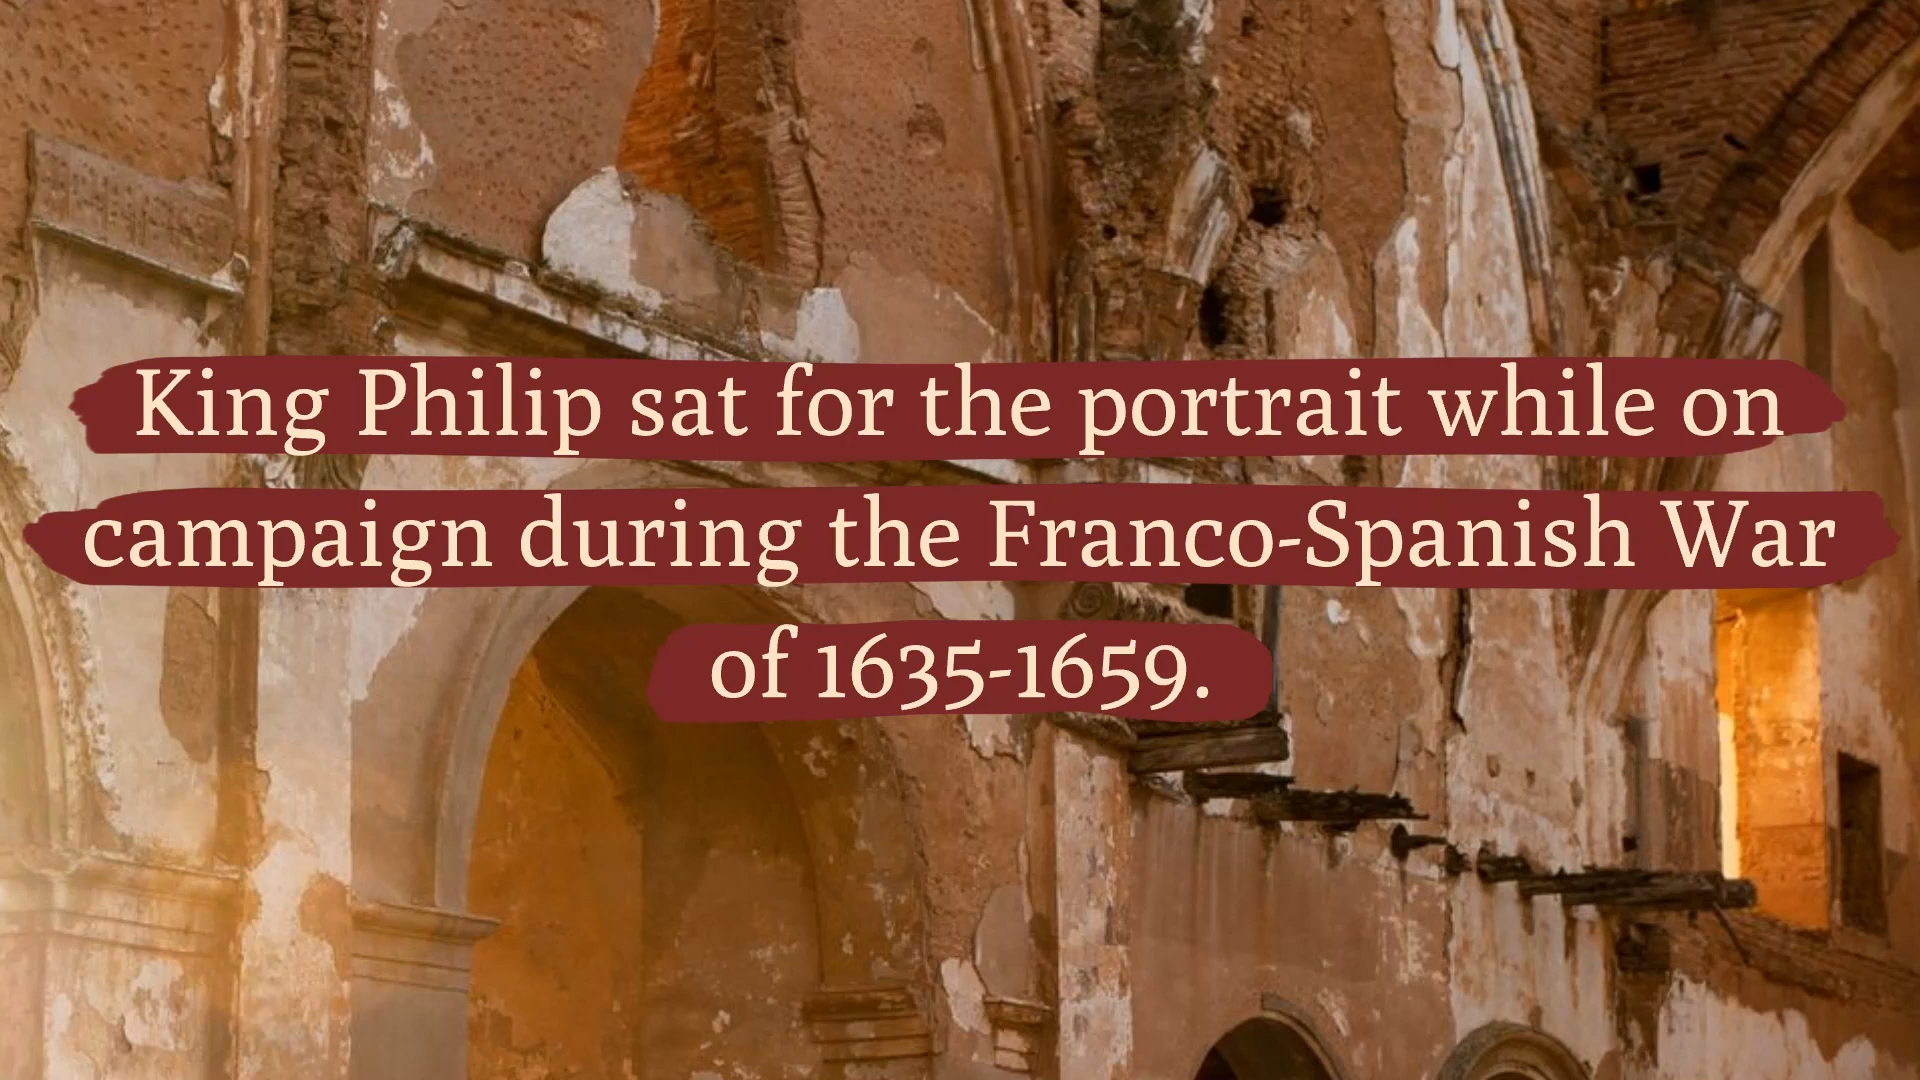 King Philip sat for the portrait while on
campaign during the Franco-Spanish War
of 1635-1659.